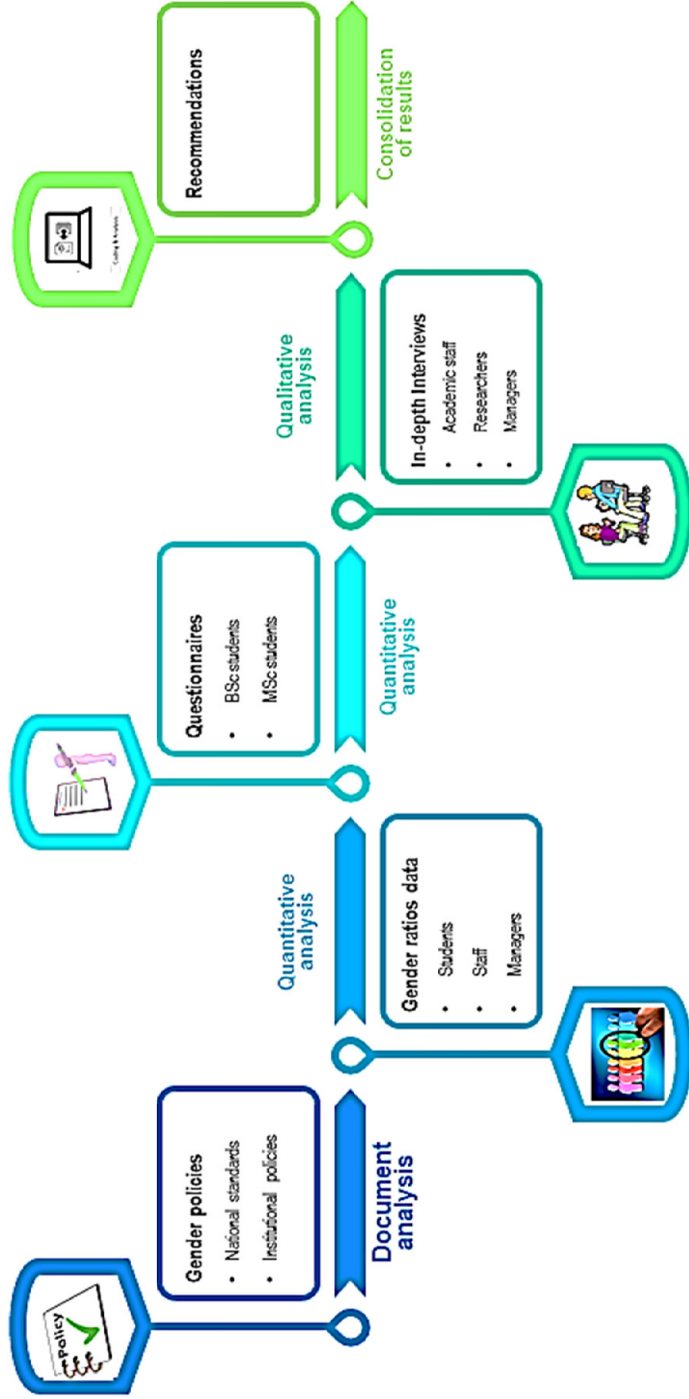 Policy
Gender policies
• National standards
• Institutional policies
Document
analysis
Quantitative
analysis
Gender ratios data
• Students
• Staff
• Managers
Questionnaires
• BSc students
• MSc students
Quantitative
analysis
Qualitative
analysis
In-depth Interviews
• Academic staff
• Researchers
• Managers
Recommendations
Consolidation
of results